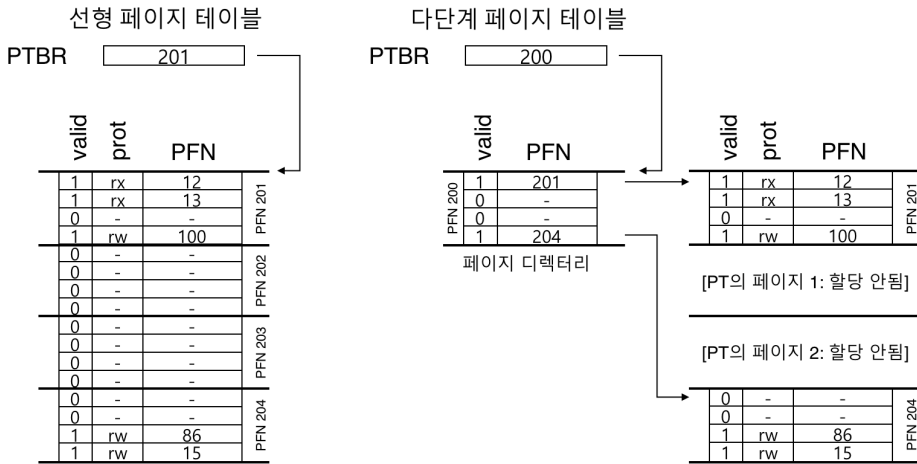 선형 페이지 테이블
PTBR 201
valid prot PFN
1 rx 12
1 rx 13
0 - -
1 rw 100
PFN 201
0 - -
0 - -
0 - -
0 - -
PFN 202
0 - -
0 - -
0 - -
0 - -
PFN 203
0 - -
0 - -
1 rw 86
1 rw 15
PFN 204
다단계 페이지 테이블
PTBR 200
valid PFN
PFN 200
1 201
0 -
0 -
1 204
페이지 디렉터리
valid prot PFN
1 rx 12
1 rx 13
0 - -
1 rw 100
PFN 201
[PT의 페이지 1: 할당 안됨]
[PT의 페이지 2: 할당 안됨]
0 - -
0 - -
1 rw 86
1 rw 15
PFN 204